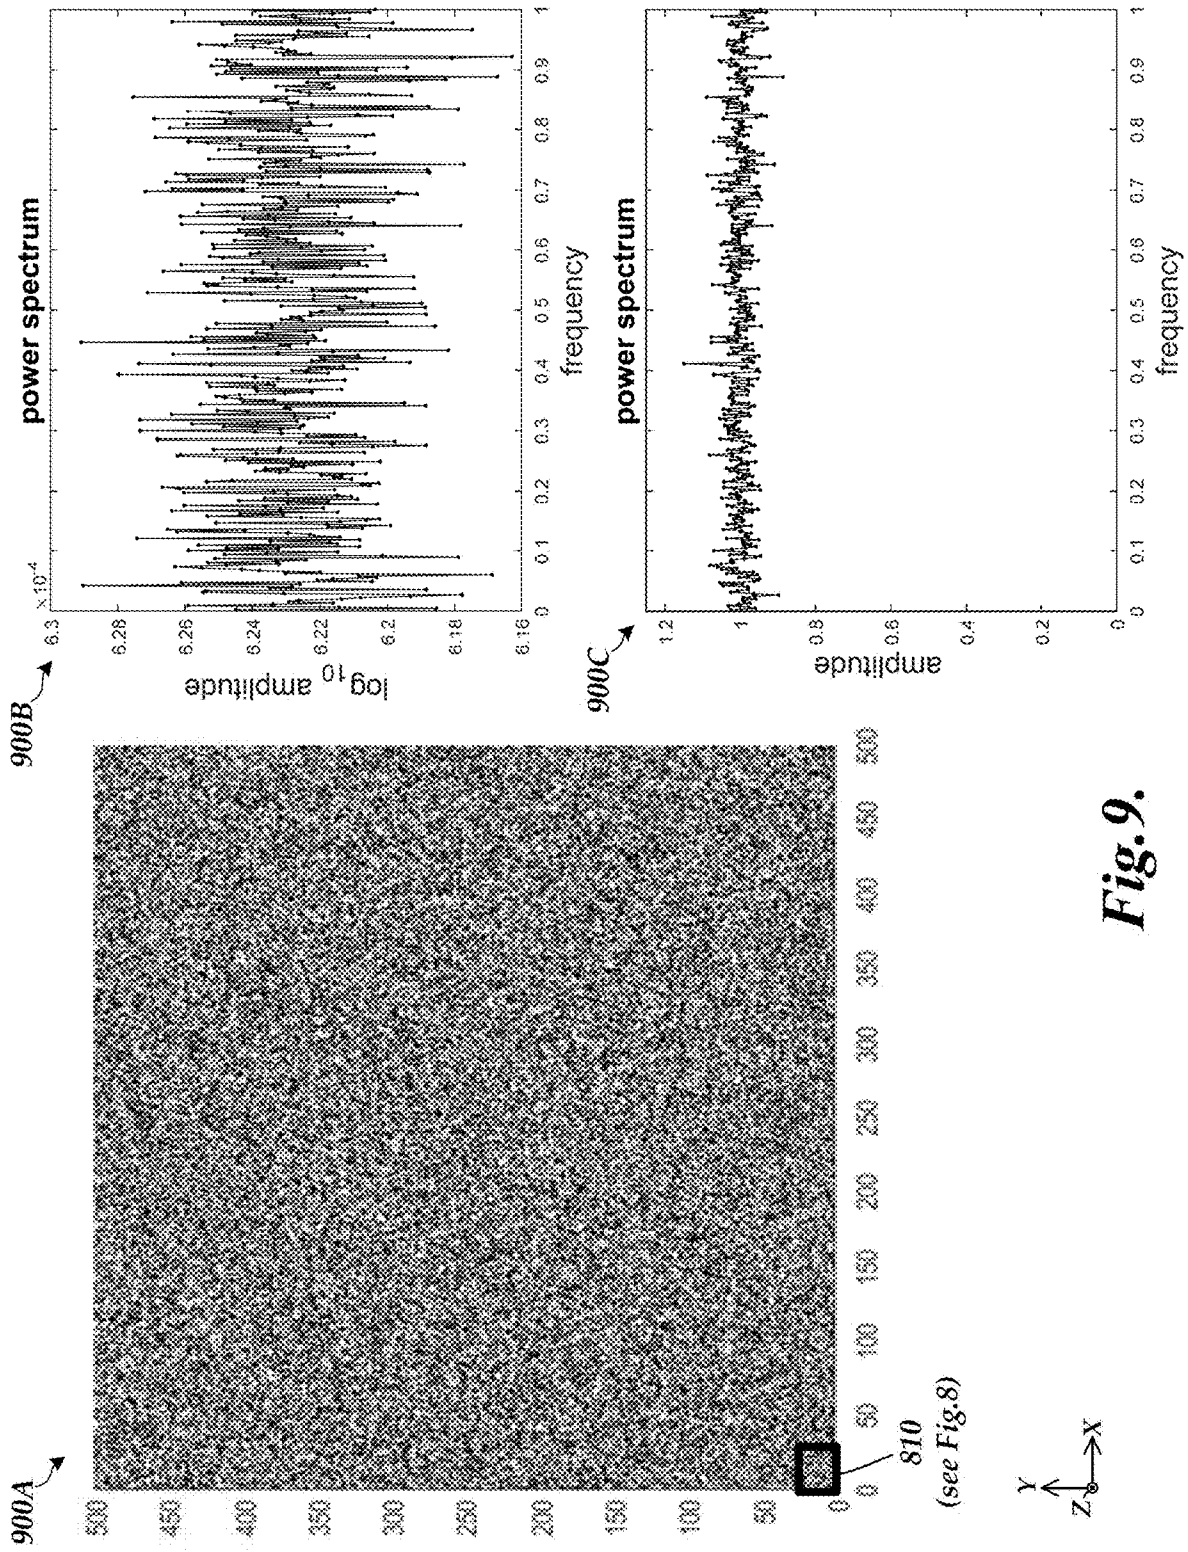 900A
500
450
400
350
300
250
200
150
100
50
0
0 50 100 150 200 250 300 350 400 450 500
810
(see Fig.8)
Y
Z
X
900B
power spectrum
×10⁻⁴
6.3
6.28
6.26
6.24
6.22
6.2
6.18
6.16
log₁₀ amplitude
0 0.1 0.2 0.3 0.4 0.5 0.6 0.7 0.8 0.9 1
frequency
900C
power spectrum
1.2
1
0.8
0.6
0.4
0.2
0
amplitude
0 0.1 0.2 0.3 0.4 0.5 0.6 0.7 0.8 0.9 1
frequency
Fig.9.